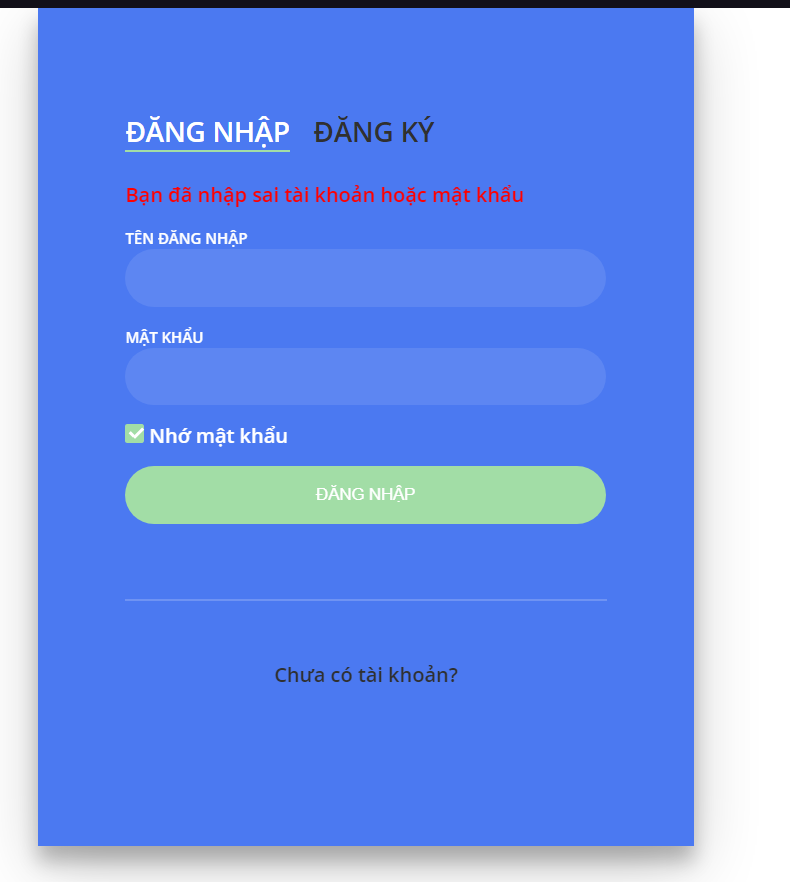 ĐĂNG NHẬP ĐĂNG KÝ
Bạn đã nhập sai tài khoản hoặc mật khẩu
TÊN ĐĂNG NHẬP
MẬT KHẨU
Nhớ mật khẩu
ĐĂNG NHẬP
Chưa có tài khoản?